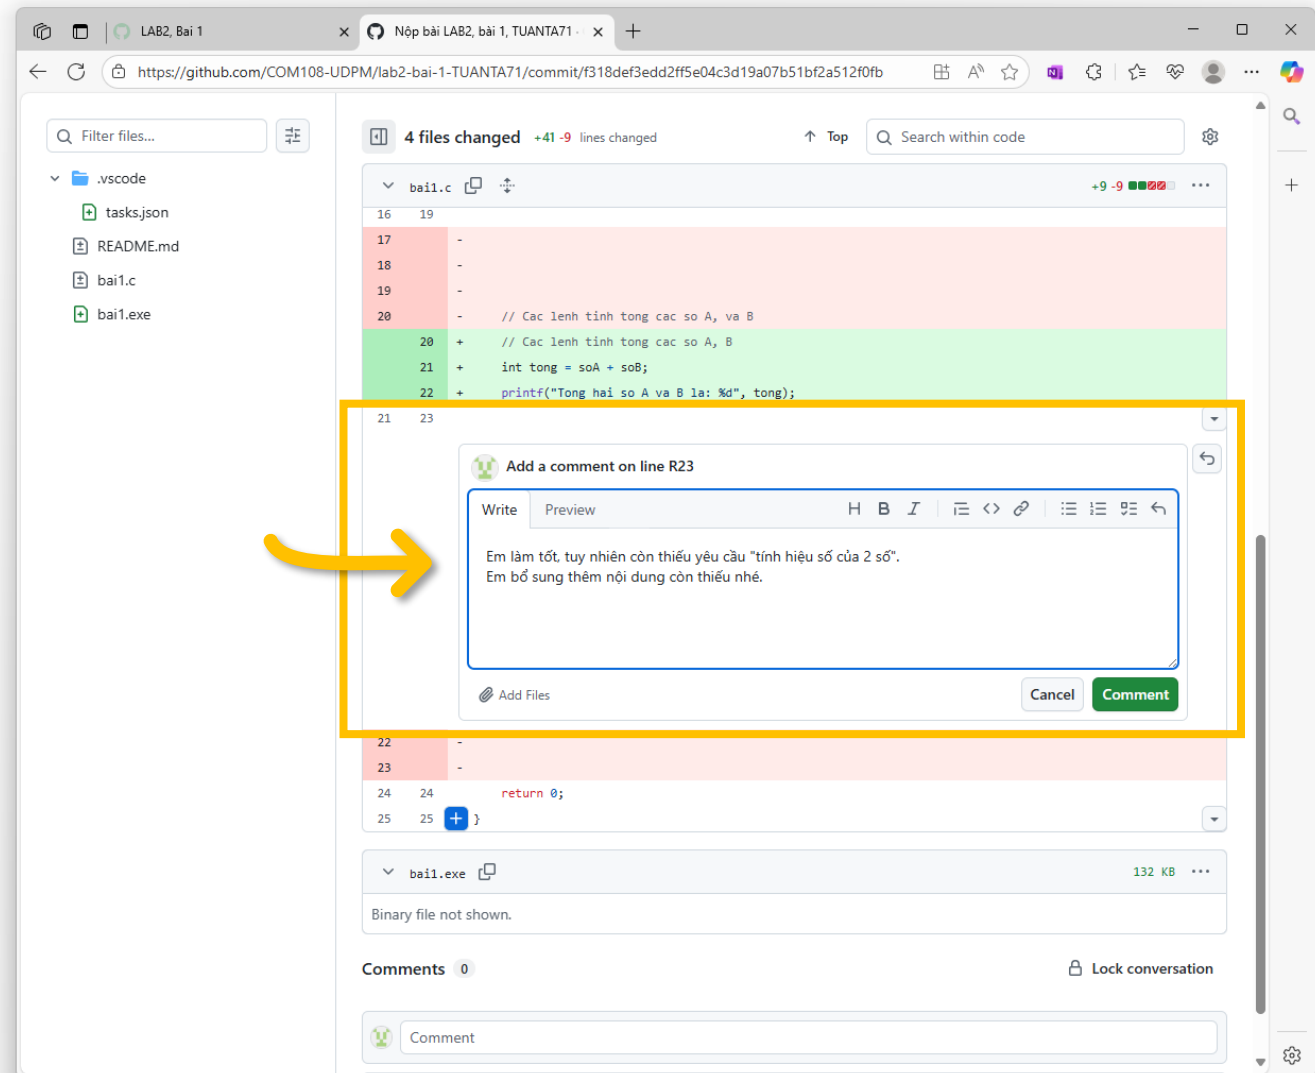 LAB2, Bai 1
Nộp bài LAB2, bài 1, TUANTA71 ·
https://github.com/COM108-UDPM/lab2-bai-1-TUANTA71/commit/f318def3edd2ff5e04c3d19a07b51bf2a512f0fb
Filter files...
.vscode
tasks.json
README.md
bai1.c
bai1.exe
4 files changed +41 -9 lines changed
Top
Search within code
bai1.c
+9 -9
16 19
17 -
18 -
19 -
20 - // Cac lenh tinh tong cac so A, va B
20 + // Cac lenh tinh tong cac so A, B
21 + int tong = soA + soB;
22 + printf("Tong hai so A va B la: %d", tong);
21 23
Add a comment on line R23
Write Preview
Em làm tốt, tuy nhiên còn thiếu yêu cầu "tính hiệu số của 2 số".
Em bổ sung thêm nội dung còn thiếu nhé.
Add Files
Cancel Comment
22 -
23 -
24 24 return 0;
25 25 }
bai1.exe
132 KB
Binary file not shown.
Comments 0
Lock conversation
Comment